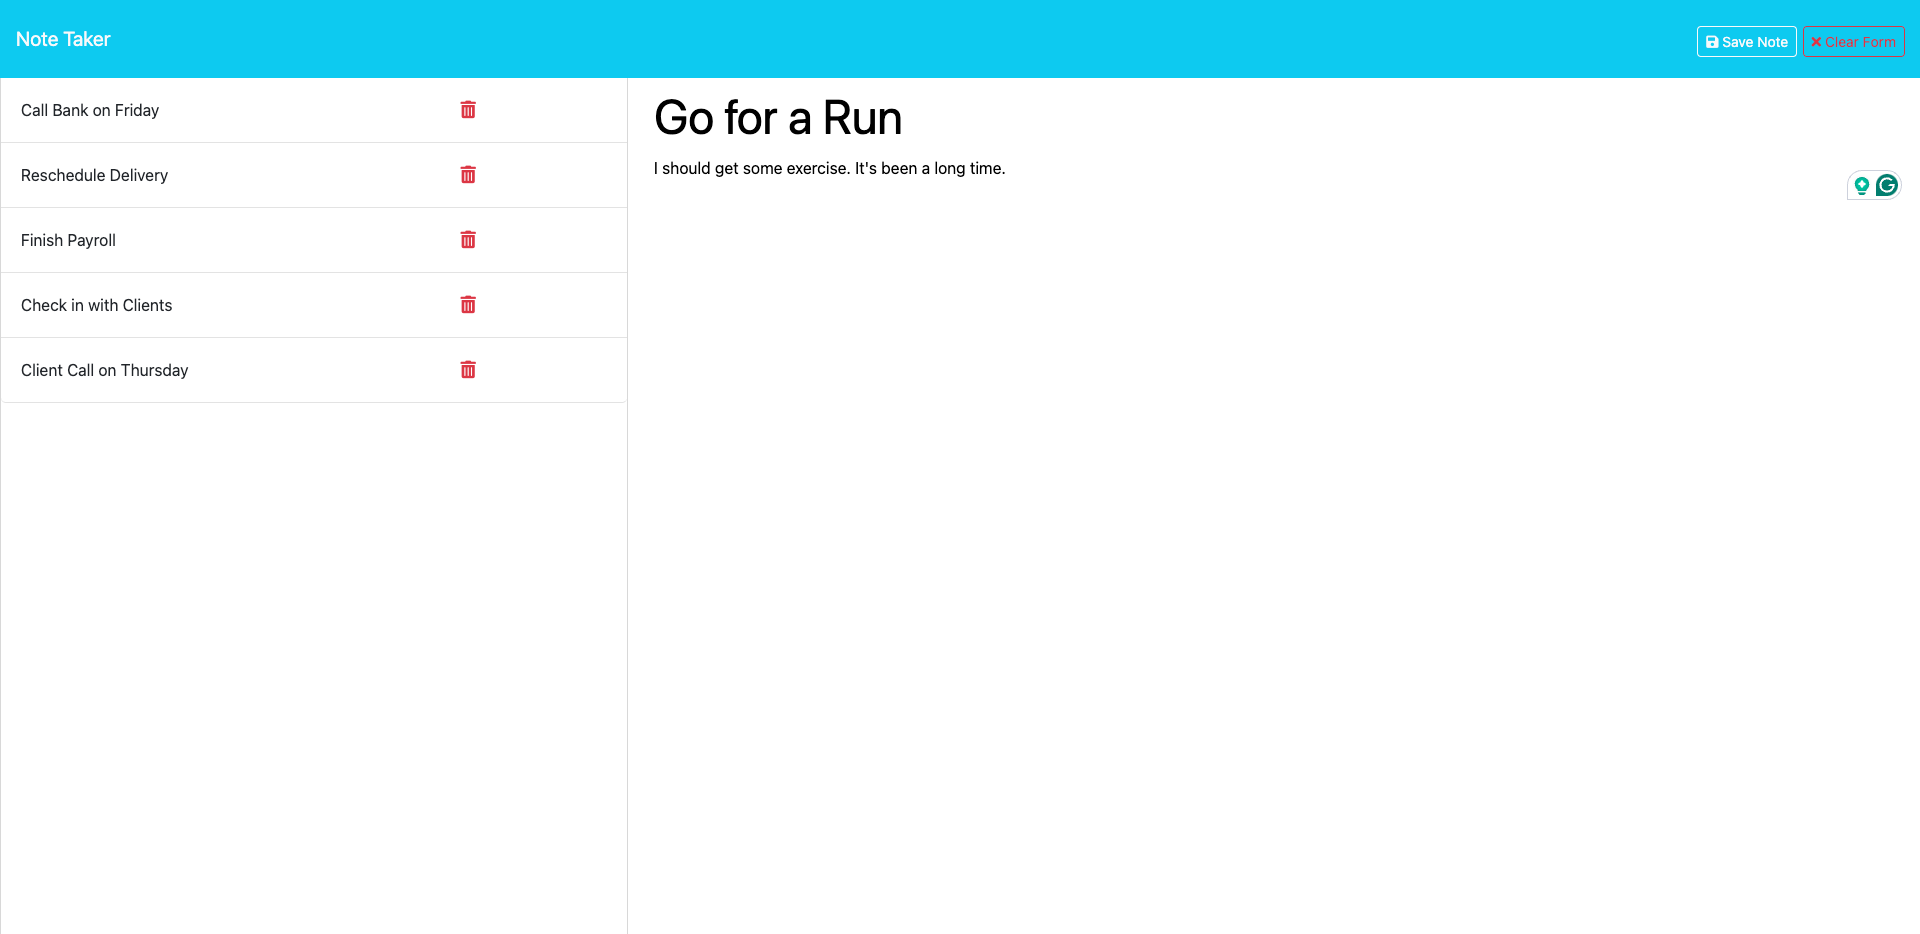 Note Taker
Save Note
Clear Form
Call Bank on Friday
Reschedule Delivery
Finish Payroll
Check in with Clients
Client Call on Thursday
Go for a Run
I should get some exercise. It's been a long time.